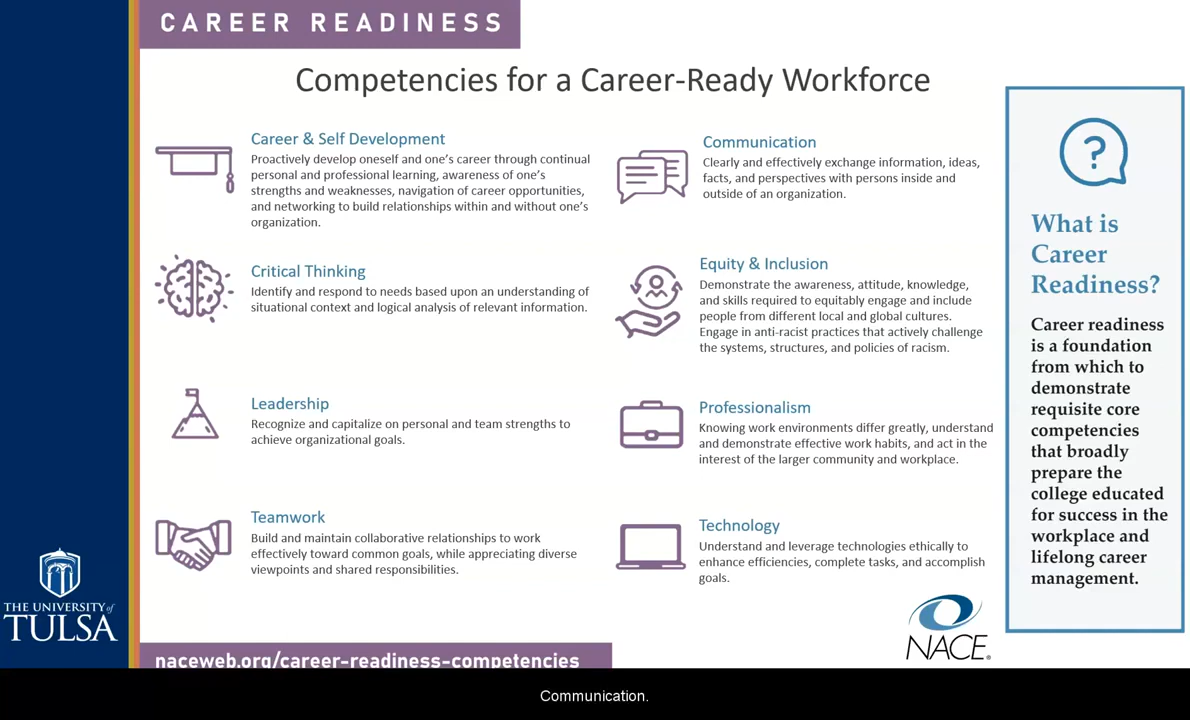 CAREER READINESS
Competencies for a Career-Ready Workforce
Career & Self Development
Proactively develop oneself and one's career through continual
personal and professional learning, awareness of one's
strengths and weaknesses, navigation of career opportunities,
and networking to build relationships within and without one's
organization.
Critical Thinking
Identify and respond to needs based upon an understanding of
situational context and logical analysis of relevant information.
Leadership
Recognize and capitalize on personal and team strengths to
achieve organizational goals.
Teamwork
Build and maintain collaborative relationships to work
effectively toward common goals, while appreciating diverse
viewpoints and shared responsibilities.
Communication
Clearly and effectively exchange information, ideas,
facts, and perspectives with persons inside and
outside of an organization.
Equity & Inclusion
Demonstrate the awareness, attitude, knowledge,
and skills required to equitably engage and include
people from different local and global cultures.
Engage in anti-racist practices that actively challenge
the systems, structures, and policies of racism.
Professionalism
Knowing work environments differ greatly, understand
and demonstrate effective work habits, and act in the
interest of the larger community and workplace.
Technology
Understand and leverage technologies ethically to
enhance efficiencies, complete tasks, and accomplish
goals.
?
What is
Career
Readiness?
Career readiness
is a foundation
from which to
demonstrate
requisite core
competencies
that broadly
prepare the
college educated
for success in the
workplace and
lifelong career
management.
THE UNIVERSITY of
TULSA
NACE®
naceweb.org/career-readiness-competencies
Communication.